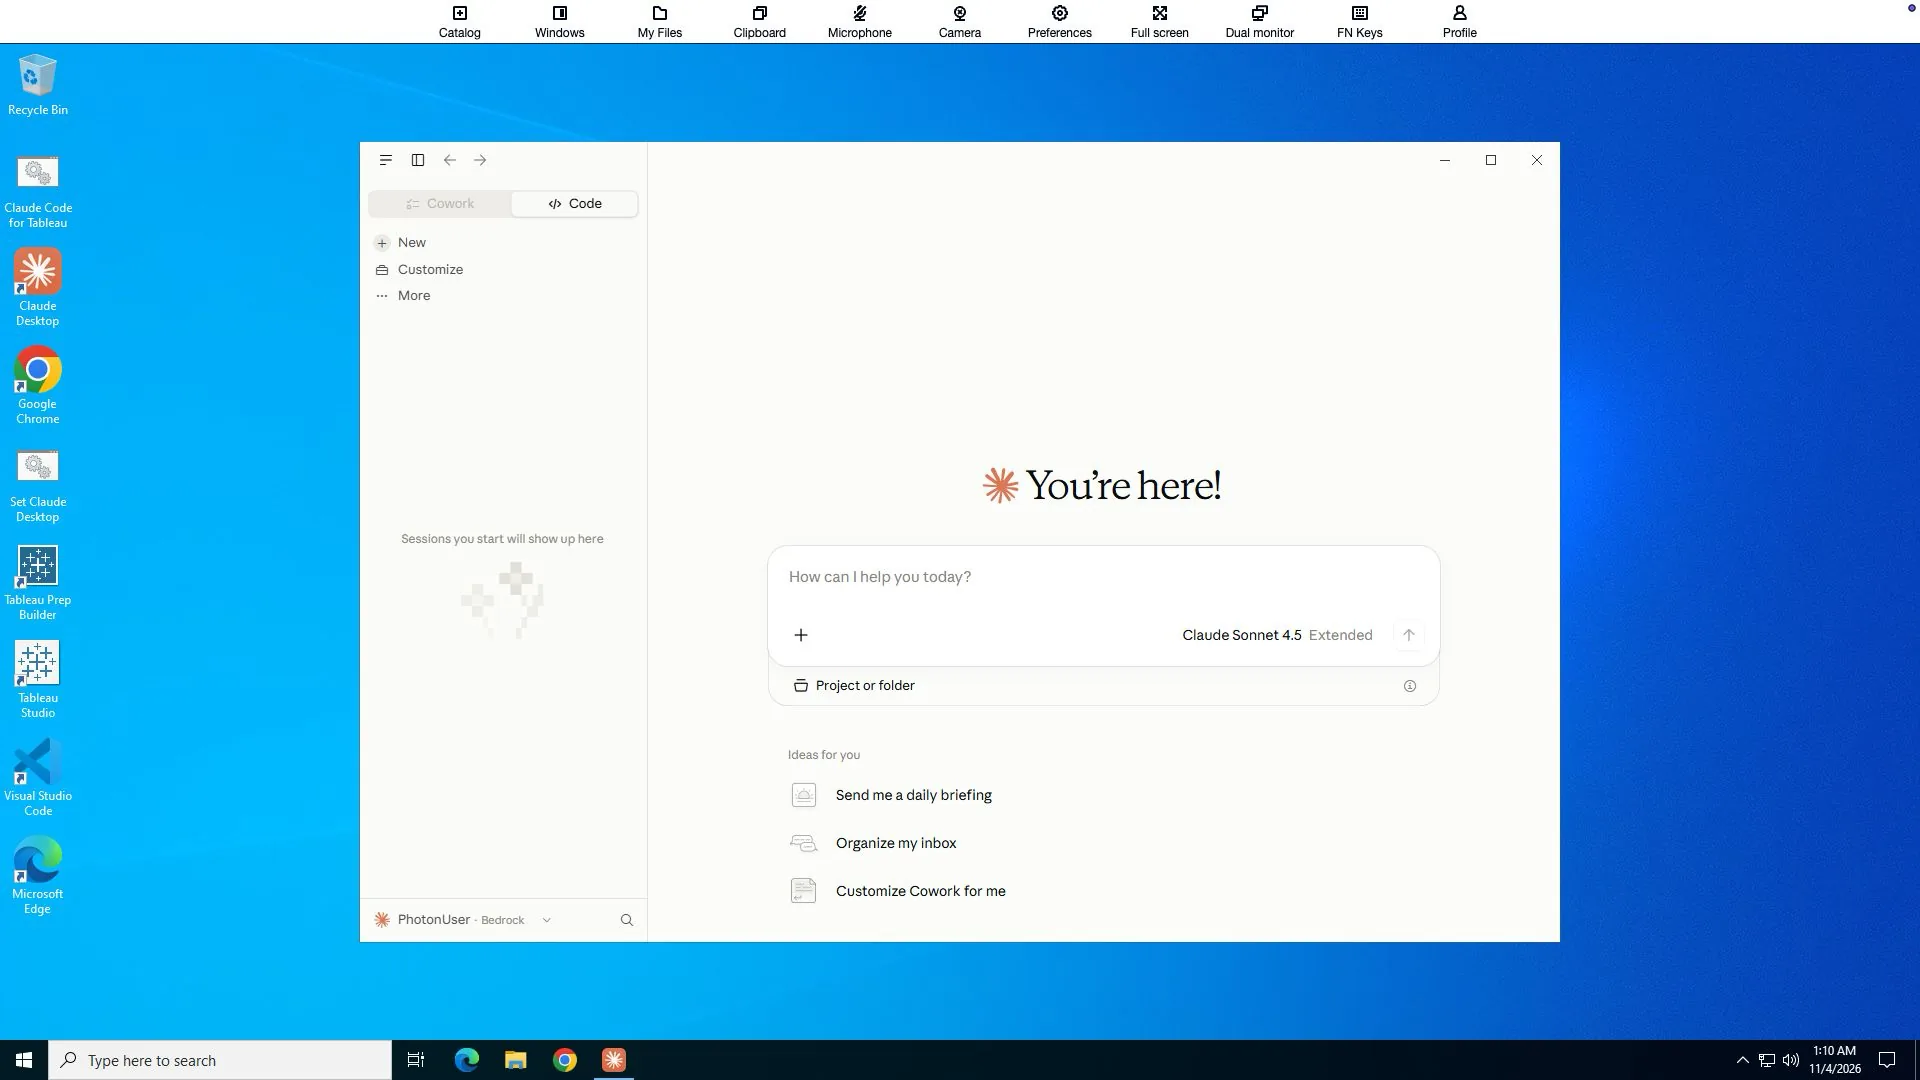 Catalog
Windows
My Files
Clipboard
Microphone
Camera
Preferences
Full screen
Dual monitor
FN Keys
Profile
Recycle Bin
Claude Code
for Tableau
Claude
Desktop
Google
Chrome
Set Claude
Desktop
Tableau Prep
Builder
Tableau
Studio
Visual Studio
Code
Microsoft
Edge
Cowork
Code
New
Customize
More
Sessions you start will show up here
PhotonUser · Bedrock
You're here!
How can I help you today?
Claude Sonnet 4.5 Extended
Project or folder
Ideas for you
Send me a daily briefing
Organize my inbox
Customize Cowork for me
Type here to search
1:10 AM
11/4/2026